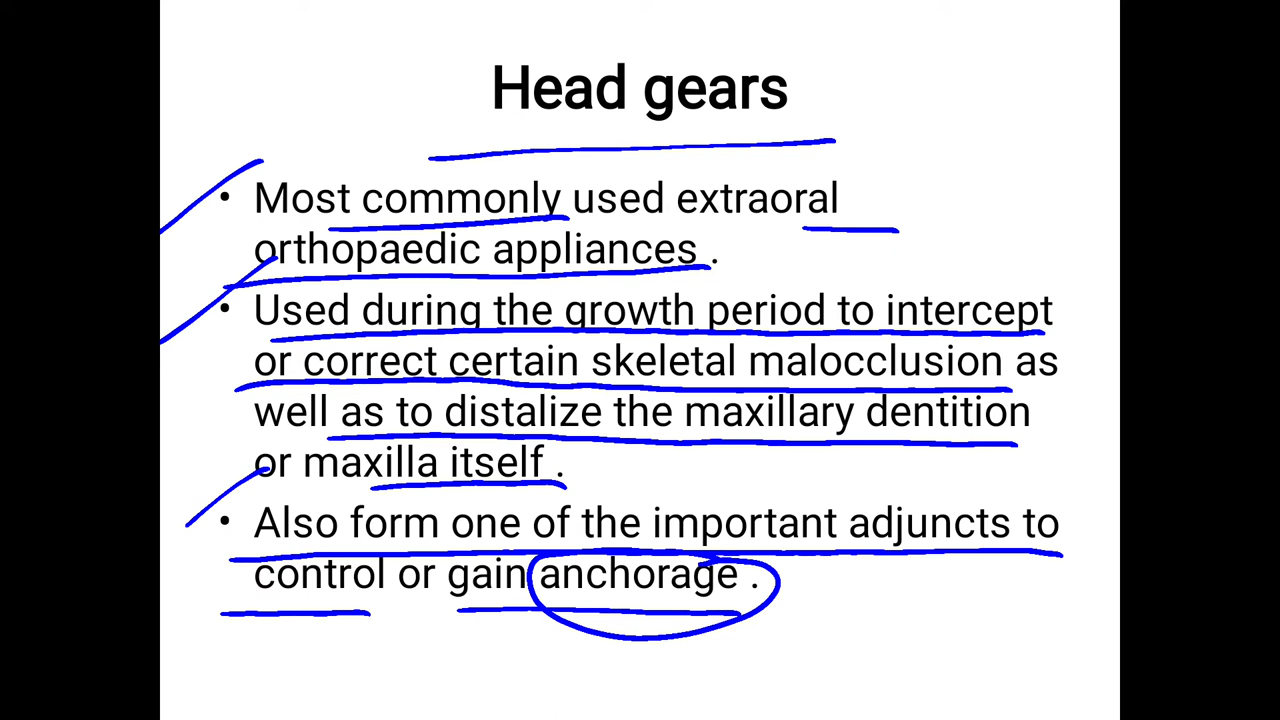 Head gears
• Most commonly used extraoral
orthopaedic appliances .
• Used during the growth period to intercept
or correct certain skeletal malocclusion as
well as to distalize the maxillary dentition
or maxilla itself .
• Also form one of the important adjuncts to
control or gain anchorage .